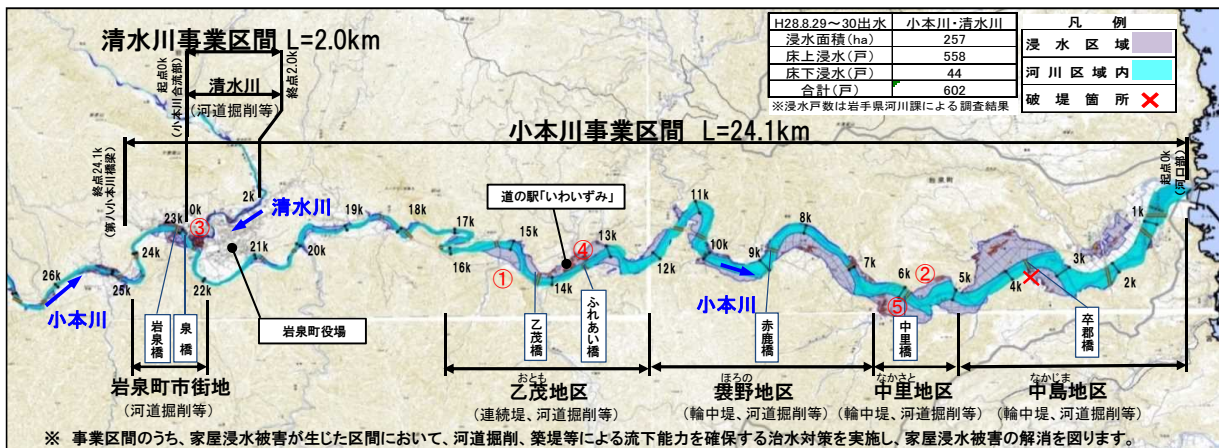 清水川事業区間 L=2.0km
起点0k
(小本川合流部)
終点2.0k
清水川
(河道掘削等)
H28.8.29～30出水 小本川・清水川
浸水面積(ha) 257
床上浸水(戸) 558
床下浸水(戸) 44
合計(戸) 602
※浸水戸数は岩手県河川課による調査結果
凡 例
浸水区域
河川区域内
破堤箇所
小本川事業区間 L=24.1km
終点24.1k
(第八小本川橋梁)
起点0k
(河口部)
道の駅「いわいずみ」
清水川
2k
0k
23k
③
24k
25k
26k
22k
21k
20k
19k
18k
17k
16k
15k
14k
13k
12k
11k
10k
9k
8k
7k
6k
5k
4k
3k
2k
1k
①
④
②
⑤
小本川
小本川
岩泉町
岩泉橋
泉橋
岩泉町役場
乙茂橋
ふれあい橋
赤鹿橋
中里橋
卒郡橋
岩泉町市街地
(河道掘削等)
おとも
乙茂地区
(連続堤、河道掘削等)
ほろの
袰野地区
(輪中堤、河道掘削等)
なかさと
中里地区
(輪中堤、河道掘削等)
なかじま
中島地区
(輪中堤、河道掘削等)
※ 事業区間のうち、家屋浸水被害が生じた区間において、河道掘削、築堤等による流下能力を確保する治水対策を実施し、家屋浸水被害の解消を図ります。